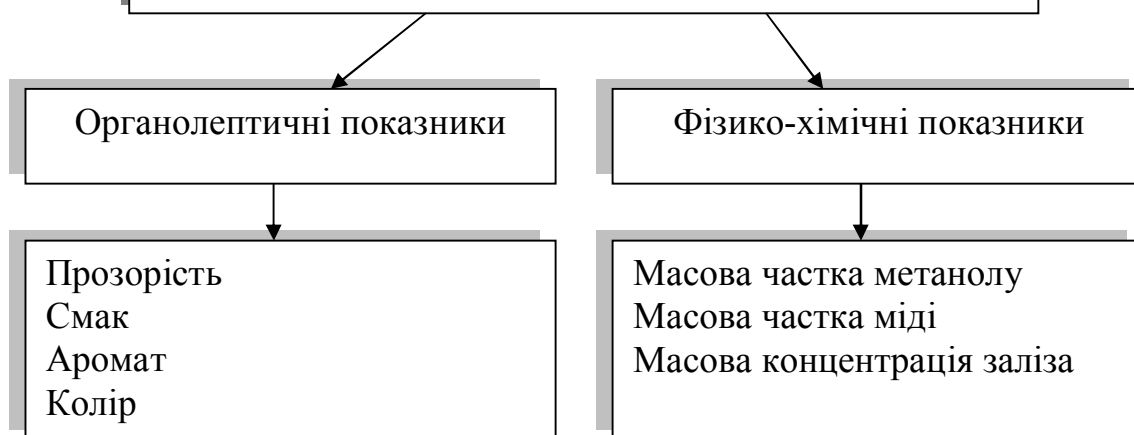 Органолептичні показники
Фізико-хімічні показники
Прозорість
Смак
Аромат
Колір
Масова частка метанолу
Масова частка міді
Масова концентрація заліза